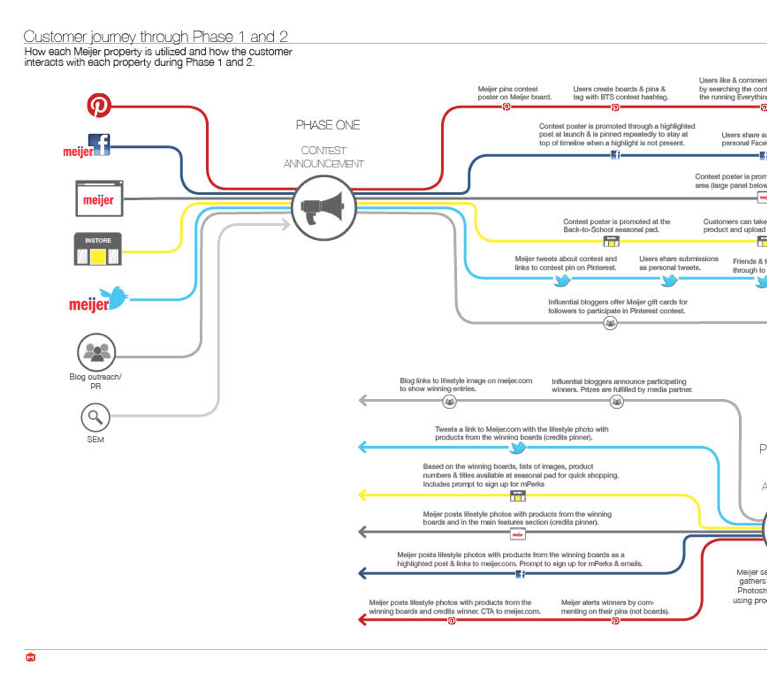 Customer journey through Phase 1 and 2
How each Meijer property is utilized and how the customer
interacts with each property during Phase 1 and 2.
meijer
meijer
INSTORE
meijer
Blog outreach/
PR
SEM
PHASE ONE
CONTEST
ANNOUNCEMENT
Meijer pins contest
poster on Meijer board.
Users create boards & pins &
tag with BTS contest hashtag.
Users like & commen
by searching the con
the running Everythin
Contest poster is promoted through a highlighted
post at launch & is pinned repeatedly to stay at
top of timeline when a highlight is not present.
Users share su
personal Face
Contest poster is prom
area (large panel below
Contest poster is promoted at the
Back-to-School seasonal pad.
Customers can take
product and upload
Meijer tweets about contest and
links to contest pin on Pinterest.
Users share submissions
as personal tweets.
Friends & f
through to
Influential bloggers offer Meijer gift cards for
followers to participate in Pinterest contest.
Blog links to lifestyle image on meijer.com
to show winning entries.
Influential bloggers announce participating
winners. Prizes are fulfilled by media partner.
Tweets a link to Meijer.com with the lifestyle photo with
products from the winning boards (credits pinner).
Based on the winning boards, lists of images, product
numbers & titles available at seasonal pad for quick shopping.
Includes prompt to sign up for mPerks
Meijer posts lifestyle photos with products from the winning
boards and in the main features section (credits pinner).
Meijer posts lifestyle photos with products from the winning boards as a
highlighted post & links to meijer.com. Prompt to sign up for mPerks & emails.
Meijer posts lifestyle photos with products from the
winning boards and credits winner. CTA to meijer.com.
Meijer alerts winners by com-
menting on their pins (not boards).
P
A
Meijer se
gathers
Photosh
using pro